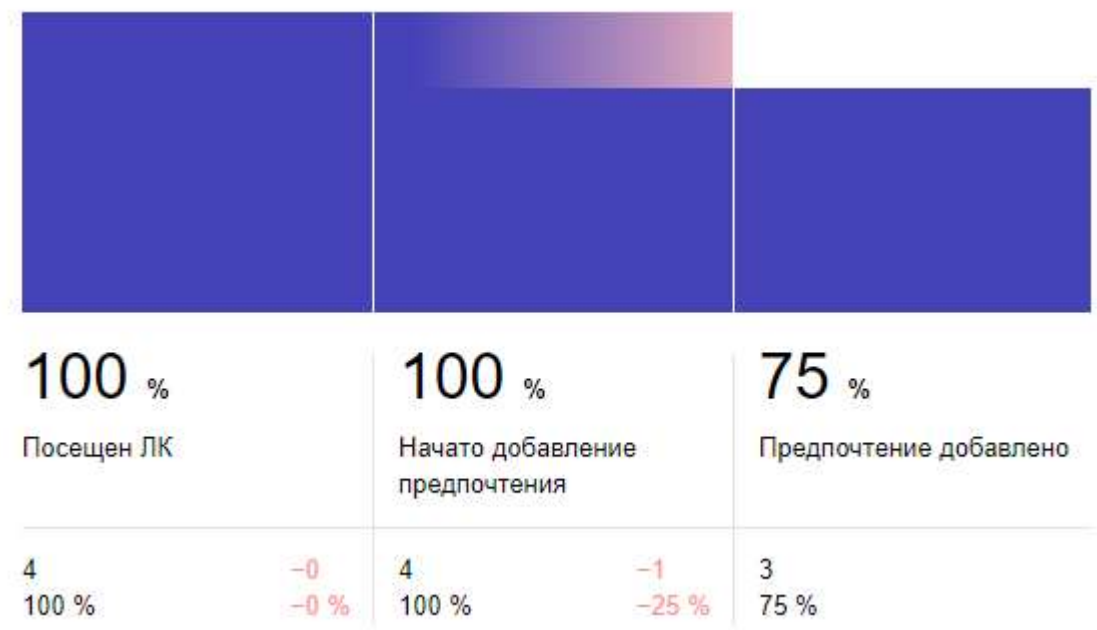 100 %
100 %
75 %
Посещен ЛК
Начато добавление
предпочтения
Предпочтение добавлено
4 −0 4 −1 3
100 % −0 % 100 % −25 % 75 %